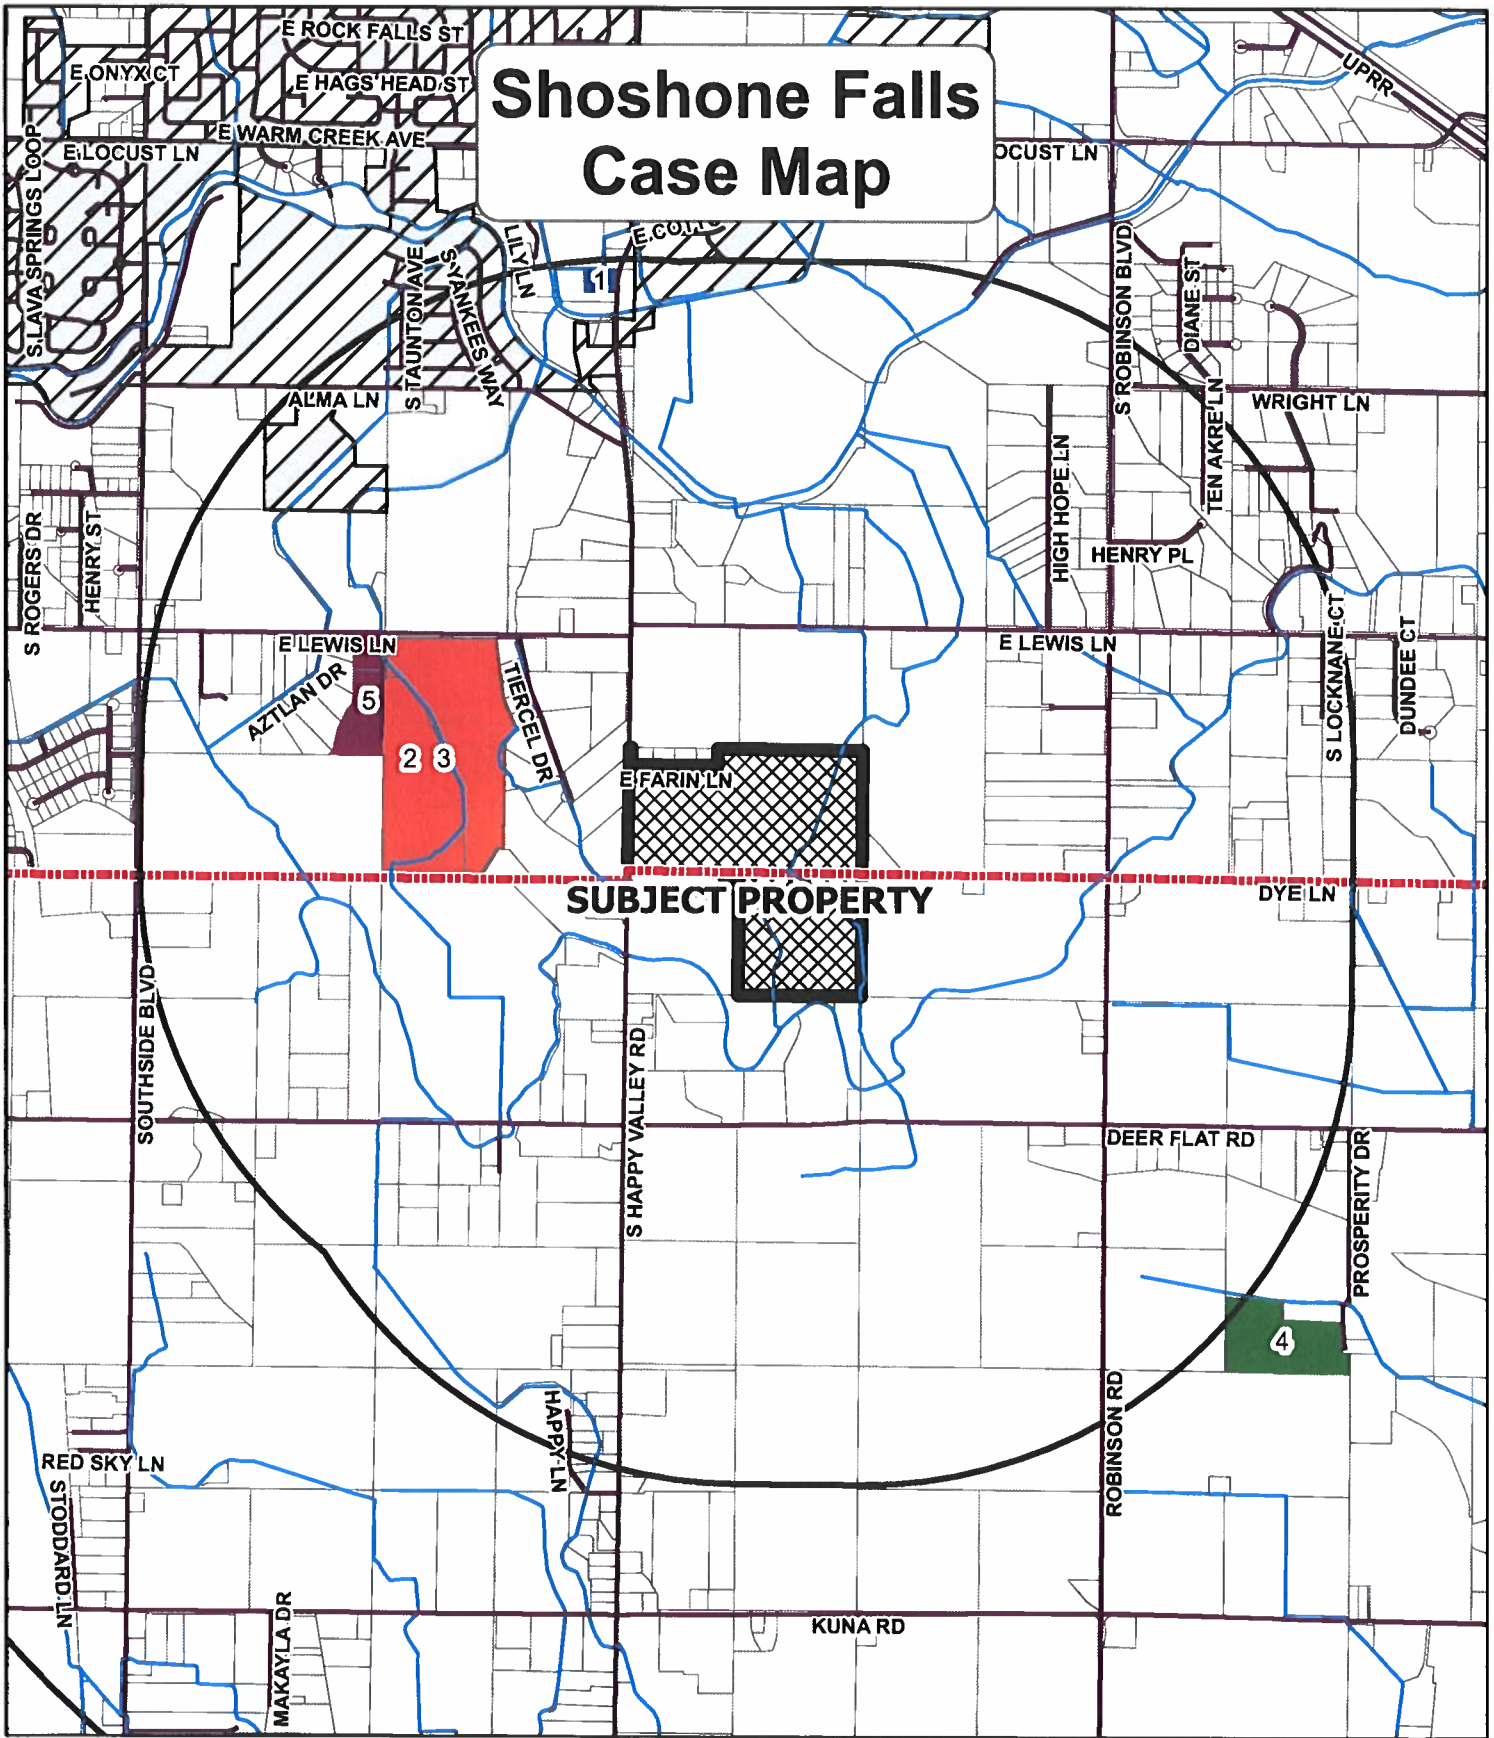 E ROCK FALLS ST
E ONYX CT
E HAGS HEAD ST
Shoshone Falls
Case Map
UPRR
E WARM CREEK AVE
E LOCUST LN
OCUST LN
S LAVA SPRINGS LOOP
LILY LN
E COTTO
1
S TAUNTON AVE
S YANKES WAY
S ROBINSON BLVD
DIANE ST
ALMA LN
TEN AKRE LN
WRIGHT LN
S ROGERS DR
HENRY ST
HIGH HOPE LN
HENRY PL
E LEWIS LN
E LEWIS LN
S LOCKNANE CT
DUNDEE CT
AZTLAN DR
5
TIERCEL DR
2
3
E FARIN LN
SUBJECT PROPERTY
DYE LN
SOUTHSIDE BLVD
S HAPPY VALLEY RD
DEER FLAT RD
PROSPERITY DR
4
HAPPY LN
ROBINSON RD
RED SKY LN
STODDARD LN
MAKAYLA DR
KUNA RD